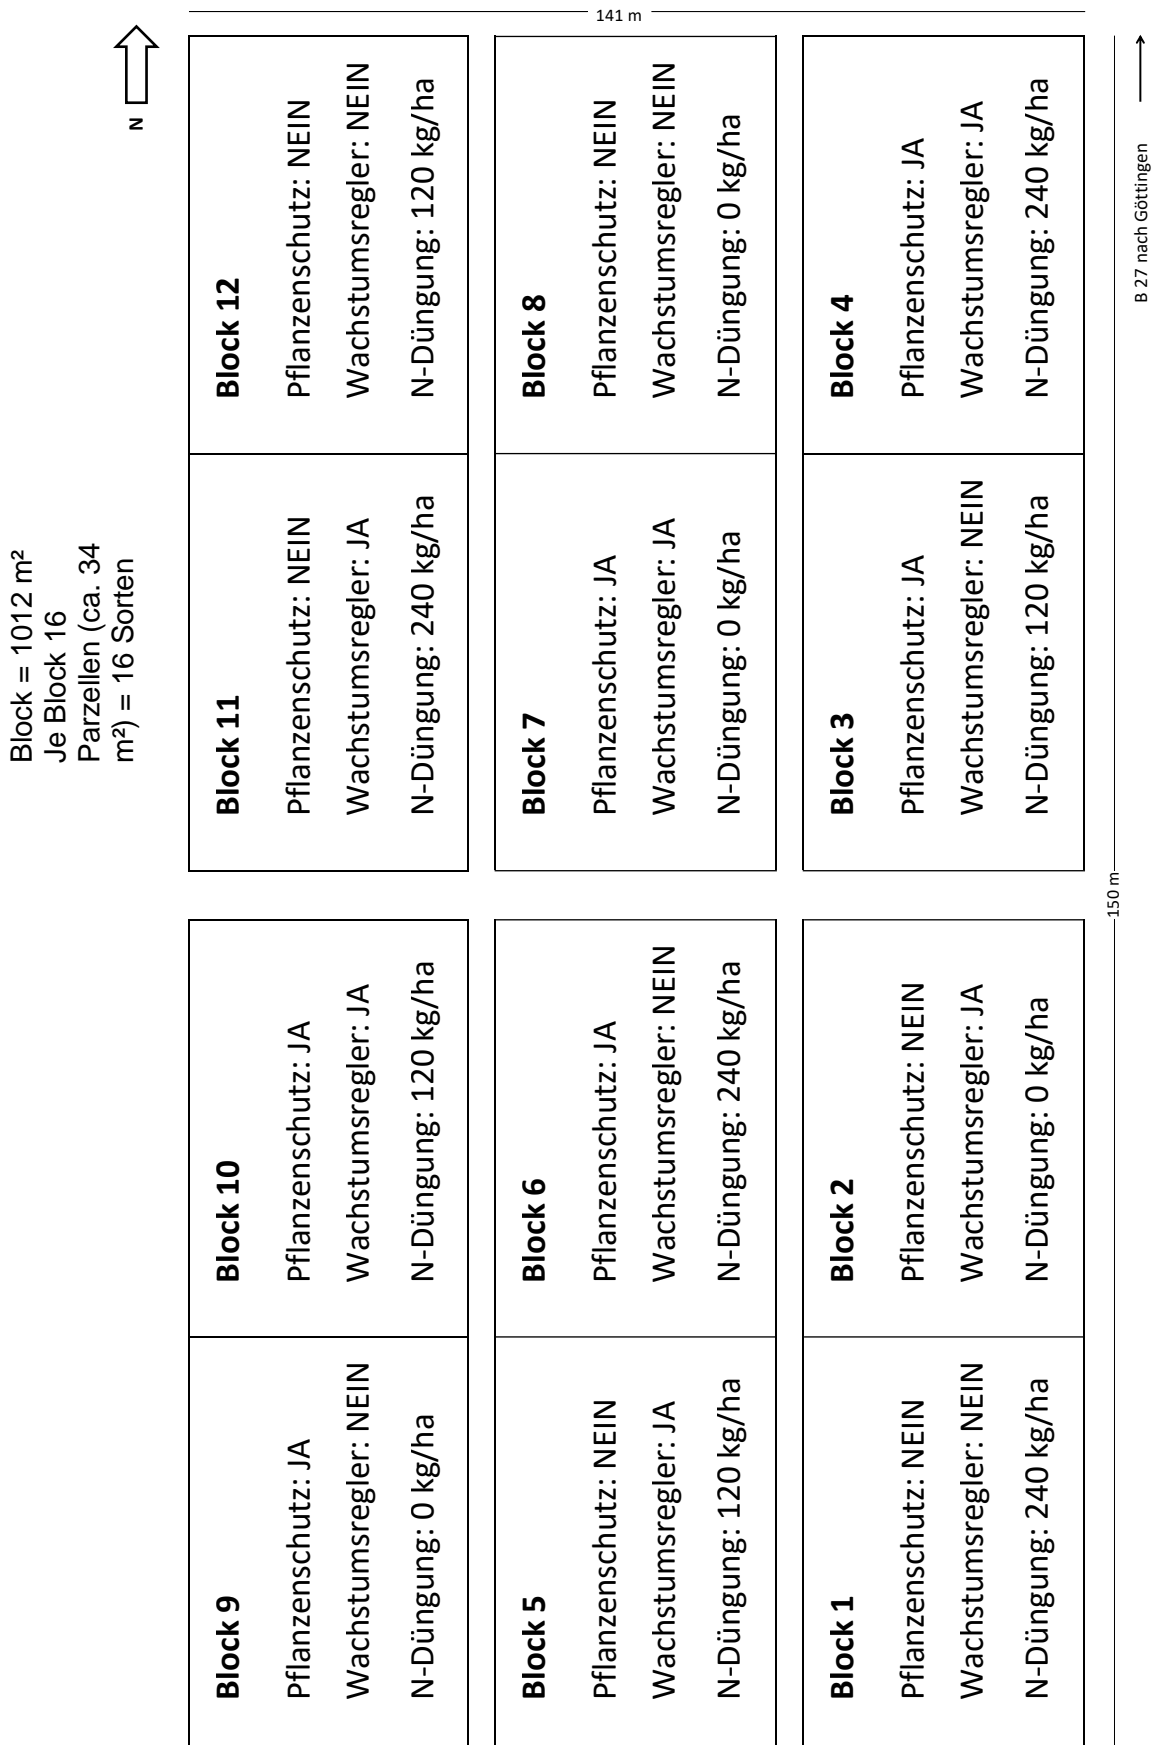 Block = 1012 m²
Je Block 16
Parzellen (ca. 34
m²) = 16 Sorten
N
Block 9
Pflanzenschutz: JA
Wachstumsregler: NEIN
N-Düngung: 0 kg/ha
Block 10
Pflanzenschutz: JA
Wachstumsregler: JA
N-Düngung: 120 kg/ha
Block 11
Pflanzenschutz: NEIN
Wachstumsregler: JA
N-Düngung: 240 kg/ha
Block 12
Pflanzenschutz: NEIN
Wachstumsregler: NEIN
N-Düngung: 120 kg/ha
Block 5
Pflanzenschutz: NEIN
Wachstumsregler: JA
N-Düngung: 120 kg/ha
Block 6
Pflanzenschutz: JA
Wachstumsregler: NEIN
N-Düngung: 240 kg/ha
Block 7
Pflanzenschutz: JA
Wachstumsregler: JA
N-Düngung: 0 kg/ha
Block 8
Pflanzenschutz: NEIN
Wachstumsregler: NEIN
N-Düngung: 0 kg/ha
141 m
Block 1
Pflanzenschutz: NEIN
Wachstumsregler: NEIN
N-Düngung: 240 kg/ha
Block 2
Pflanzenschutz: NEIN
Wachstumsregler: JA
N-Düngung: 0 kg/ha
Block 3
Pflanzenschutz: JA
Wachstumsregler: NEIN
N-Düngung: 120 kg/ha
Block 4
Pflanzenschutz: JA
Wachstumsregler: JA
N-Düngung: 240 kg/ha
150 m
B 27 nach Göttingen